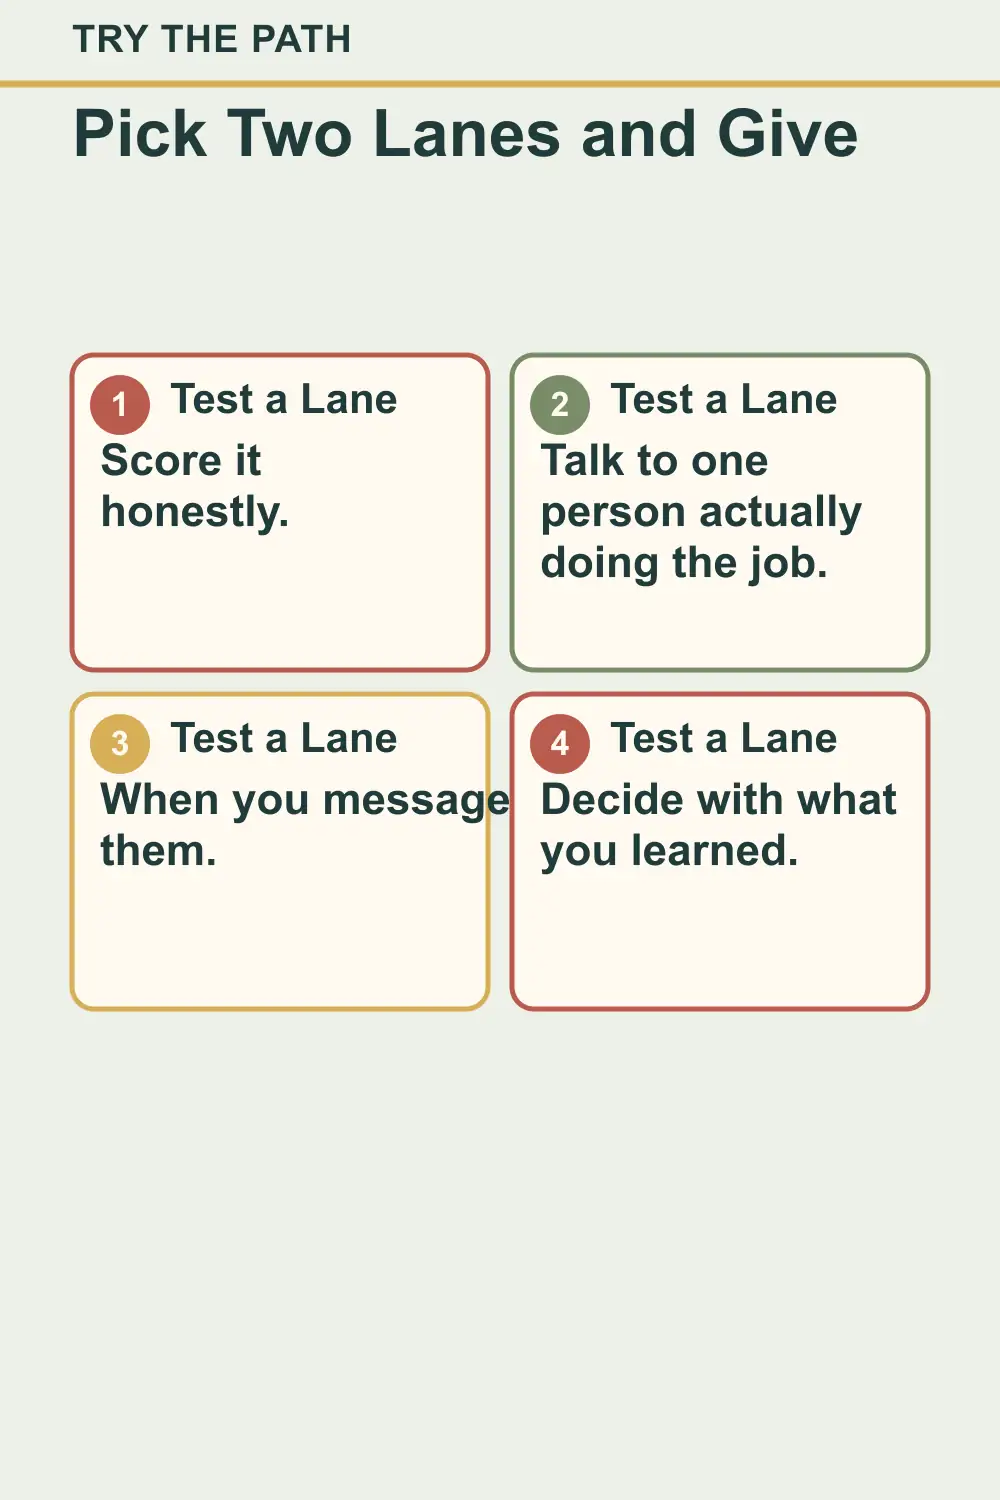 TRY THE PATH
Pick Two Lanes and Give
1 Test a Lane
Score it
honestly.
2 Test a Lane
Talk to one
person actually
doing the job.
3 Test a Lane
When you message
them.
4 Test a Lane
Decide with what
you learned.